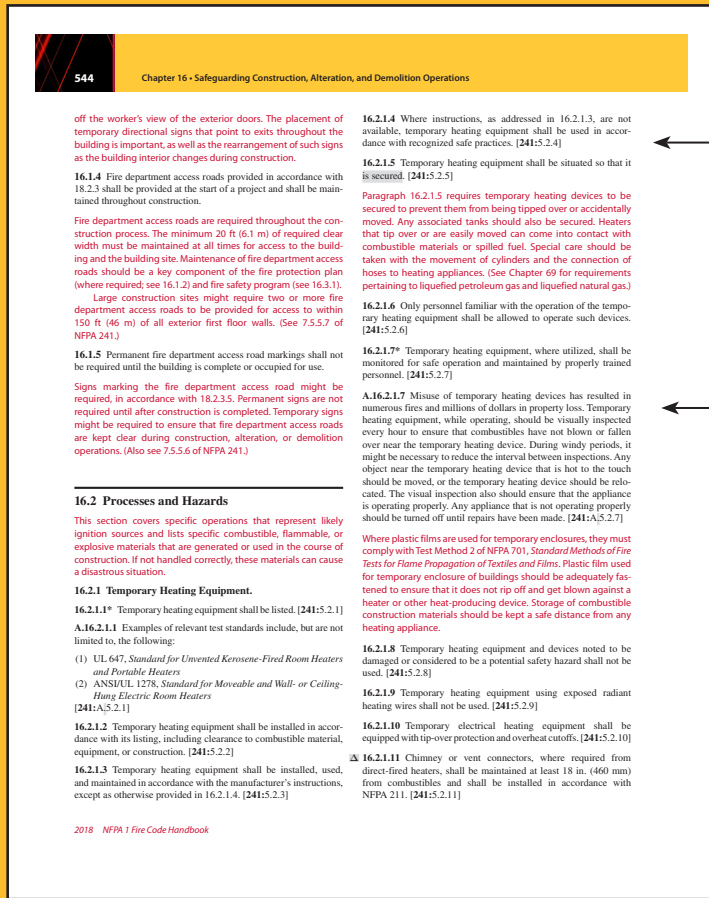 544
Chapter 16 • Safeguarding Construction, Alteration, and Demolition Operations
off the worker's view of the exterior doors. The placement of
temporary directional signs that point to exits throughout the
building is important, as well as the rearrangement of such signs
as the building interior changes during construction.
16.1.4 Fire department access roads provided in accordance with
18.2.3 shall be provided at the start of a project and shall be main-
tained throughout construction.
Fire department access roads are required throughout the con-
struction process. The minimum 20 ft (6.1 m) of required clear
width must be maintained at all times for access to the build-
ing and the building site. Maintenance of fire department access
roads should be a key component of the fire protection plan
(where required; see 16.1.2) and fire safety program (see 16.3.1).
Large construction sites might require two or more fire
department access roads to be provided for access to within
150 ft (46 m) of all exterior first floor walls. (See 7.5.5.7 of
NFPA 241.)
16.1.5 Permanent fire department access road markings shall not
be required until the building is complete or occupied for use.
Signs marking the fire department access road might be
required, in accordance with 18.2.3.5. Permanent signs are not
required until after construction is completed. Temporary signs
might be required to ensure that fire department access roads
are kept clear during construction, alteration, or demolition
operations. (Also see 7.5.5.6 of NFPA 241.)
16.2 Processes and Hazards
This section covers specific operations that represent likely
ignition sources and lists specific combustible, flammable, or
explosive materials that are generated or used in the course of
construction. If not handled correctly, these materials can cause
a disastrous situation.
16.2.1 Temporary Heating Equipment.
16.2.1.1* Temporary heating equipment shall be listed. [241:5.2.1]
A.16.2.1.1 Examples of relevant test standards include, but are not
limited to, the following:
(1) UL 647, Standard for Unvented Kerosene-Fired Room Heaters
and Portable Heaters
(2) ANSI/UL 1278, Standard for Moveable and Wall- or Ceiling-
Hung Electric Room Heaters
[241:A.5.2.1]
16.2.1.2 Temporary heating equipment shall be installed in accor-
dance with its listing, including clearance to combustible material,
equipment, or construction. [241:5.2.2]
16.2.1.3 Temporary heating equipment shall be installed, used,
and maintained in accordance with the manufacturer's instructions,
except as otherwise provided in 16.2.1.4. [241:5.2.3]
16.2.1.4 Where instructions, as addressed in 16.2.1.3, are not
available, temporary heating equipment shall be used in accor-
dance with recognized safe practices. [241:5.2.4]
16.2.1.5 Temporary heating equipment shall be situated so that it
is secured. [241:5.2.5]
Paragraph 16.2.1.5 requires temporary heating devices to be
secured to prevent them from being tipped over or accidentally
moved. Any associated tanks should also be secured. Heaters
that tip over or are easily moved can come into contact with
combustible materials or spilled fuel. Special care should be
taken with the movement of cylinders and the connection of
hoses to heating appliances. (See Chapter 69 for requirements
pertaining to liquefied petroleum gas and liquefied natural gas.)
16.2.1.6 Only personnel familiar with the operation of the tempo-
rary heating equipment shall be allowed to operate such devices.
[241:5.2.6]
16.2.1.7* Temporary heating equipment, where utilized, shall be
monitored for safe operation and maintained by properly trained
personnel. [241:5.2.7]
A.16.2.1.7 Misuse of temporary heating devices has resulted in
numerous fires and millions of dollars in property loss. Temporary
heating equipment, while operating, should be visually inspected
every hour to ensure that combustibles have not blown or fallen
over near the temporary heating device. During windy periods, it
might be necessary to reduce the interval between inspections. Any
object near the temporary heating device that is hot to the touch
should be moved, or the temporary heating device should be relo-
cated. The visual inspection also should ensure that the appliance
is operating properly. Any appliance that is not operating properly
should be turned off until repairs have been made. [241:A.5.2.7]
Where plastic films are used for temporary enclosures, they must
comply with Test Method 2 of NFPA 701, Standard Methods of Fire
Tests for Flame Propagation of Textiles and Films. Plastic film used
for temporary enclosure of buildings should be adequately fas-
tened to ensure that it does not rip off and get blown against a
heater or other heat-producing device. Storage of combustible
construction materials should be kept a safe distance from any
heating appliance.
16.2.1.8 Temporary heating equipment and devices noted to be
damaged or considered to be a potential safety hazard shall not be
used. [241:5.2.8]
16.2.1.9 Temporary heating equipment using exposed radiant
heating wires shall not be used. [241:5.2.9]
16.2.1.10 Temporary electrical heating equipment shall be
equipped with tip-over protection and overheat cutoffs. [241:5.2.10]
Δ 16.2.1.11 Chimney or vent connectors, where required from
direct-fired heaters, shall be maintained at least 18 in. (460 mm)
from combustibles and shall be installed in accordance with
NFPA 211. [241:5.2.11]
2018 NFPA 1 Fire Code Handbook